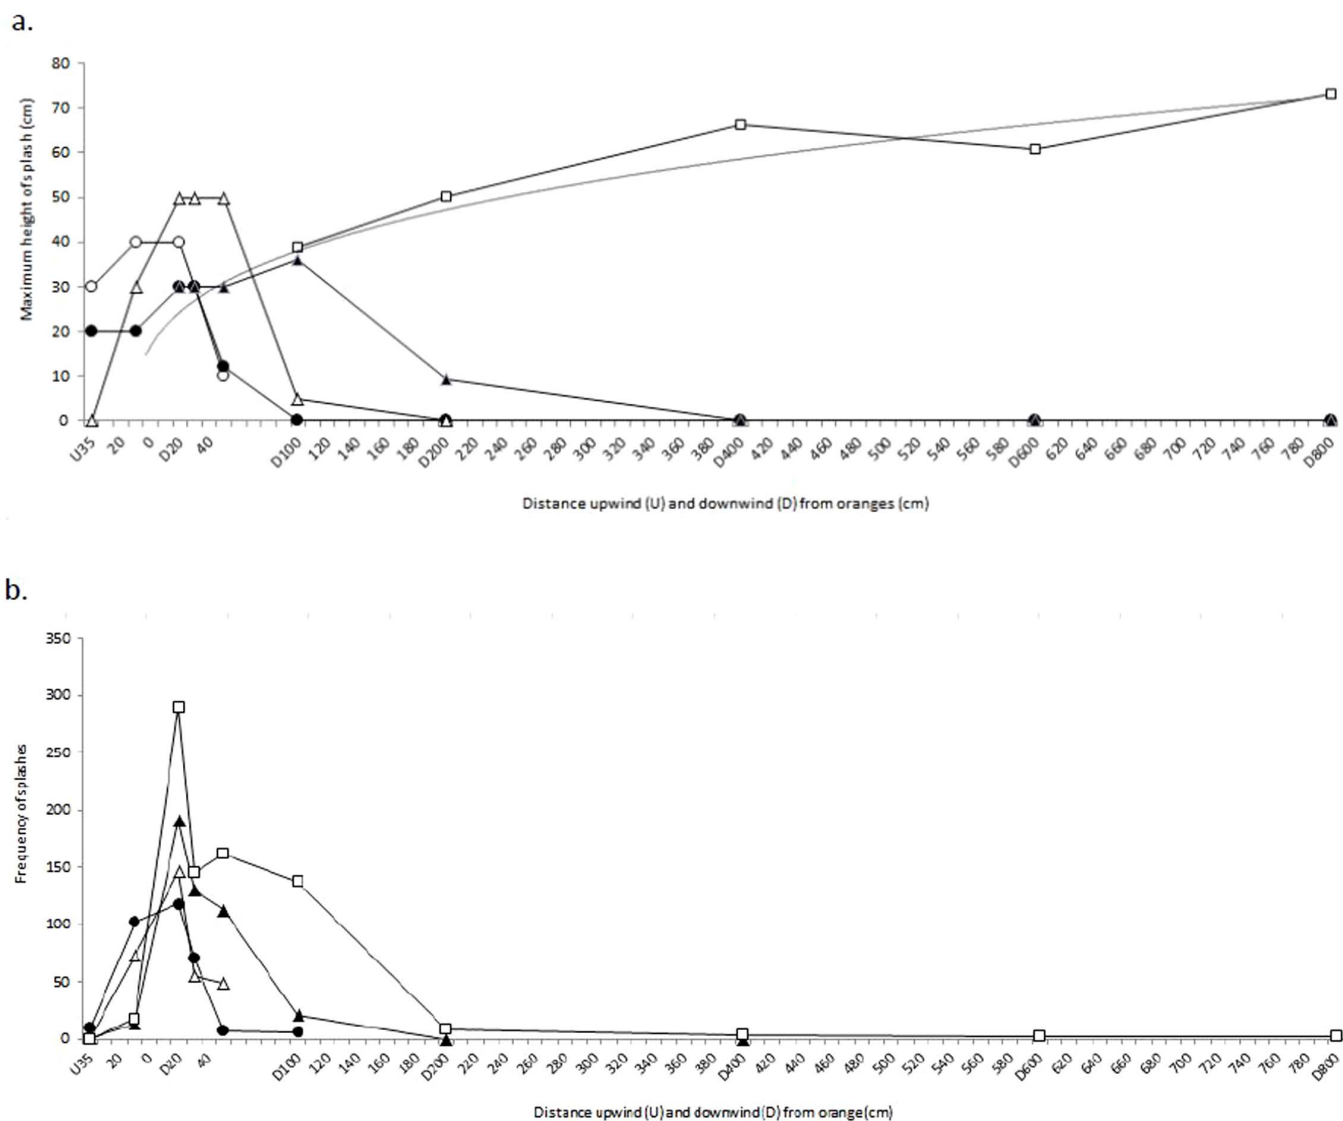 a.
Maximum height of splash (cm)
80
70
60
50
40
30
20
10
0
U35 20 0 D20 40 D100 120 140 160 180 D200 220 240 260 280 300 320 340 360 380 D400 420 440 460 480 500 520 540 560 580 D600 620 640 660 680 700 720 740 760 780 D800
Distance upwind (U) and downwind (D) from oranges (cm)
b.
Frequency of splashes
350
300
250
200
150
100
50
0
U35 20 0 D20 40 D100 120 140 160 180 D200 220 240 260 280 300 320 340 360 380 D400 420 440 460 480 500 520 540 560 580 D600 620 640 660 680 700 720 740 760 780 D800
Distance upwind (U) and downwind (D) from orange(cm)